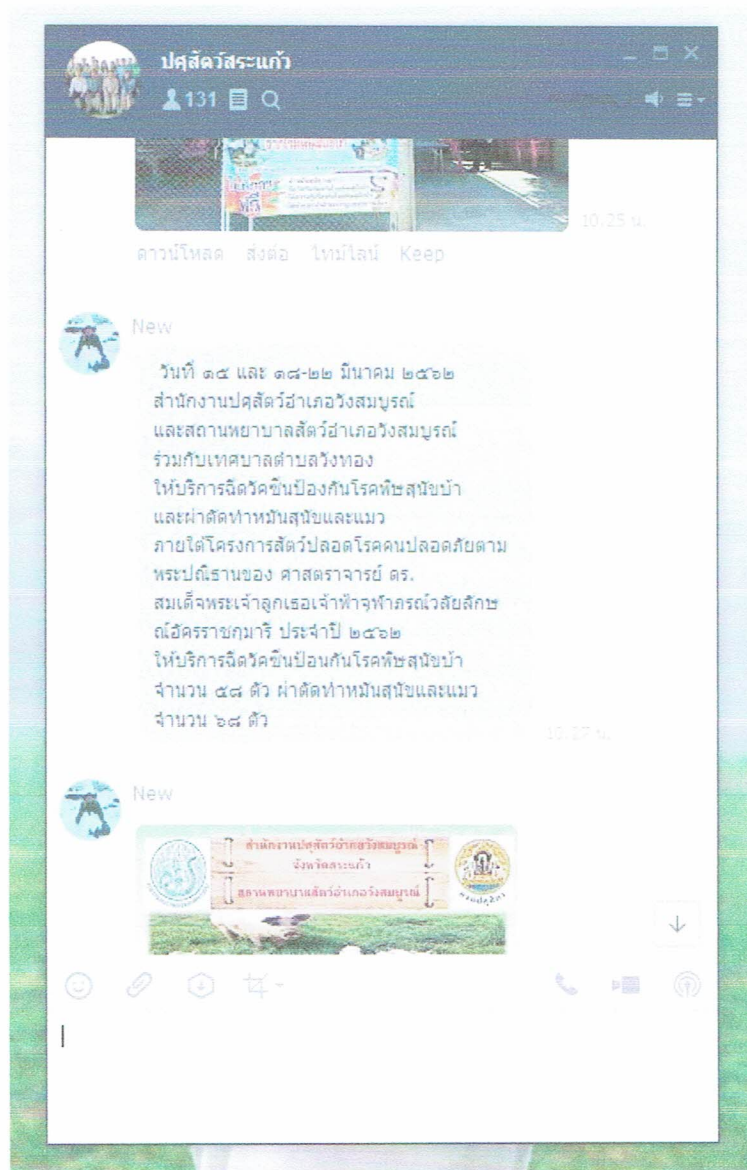 ปศุสัตว์สระแก้ว
131
10.25 น.
ดาวน์โหลด ส่งต่อ ไทม์ไลน์ Keep
New
วันที่ ๑๕ และ ๑๘-๒๒ มีนาคม ๒๕๖๒
สำนักงานปศุสัตว์อำเภอวังสมบูรณ์
และสถานพยาบาลสัตว์อำเภอวังสมบูรณ์
ร่วมกับเทศบาลตำบลวังทอง
ให้บริการฉีดวัคซีนป้องกันโรคพิษสุนัขบ้า
และผ่าตัดทำหมันสุนัขและแมว
ภายใต้โครงการสัตว์ปลอดโรคคนปลอดภัยตาม
พระปณิธานของ ศาสตราจารย์ ดร.
สมเด็จพระเจ้าลูกเธอเจ้าฟ้าจุฬาภรณ์วลัยลักษ
ณ์อัครราชกุมารี ประจำปี ๒๕๖๒
ให้บริการฉีดวัคซีนป้อนกันโรคพิษสุนัขบ้า
จำนวน ๕๘ ตัว ผ่าตัดทำหมันสุนัขและแมว
จำนวน ๖๘ ตัว
10.27 น.
New
สำนักงานปศุสัตว์อำเภอวังสมบูรณ์
จังหวัดสระแก้ว
สถานพยาบาลสัตว์อำเภอวังสมบูรณ์
กรมปศุสัตว์